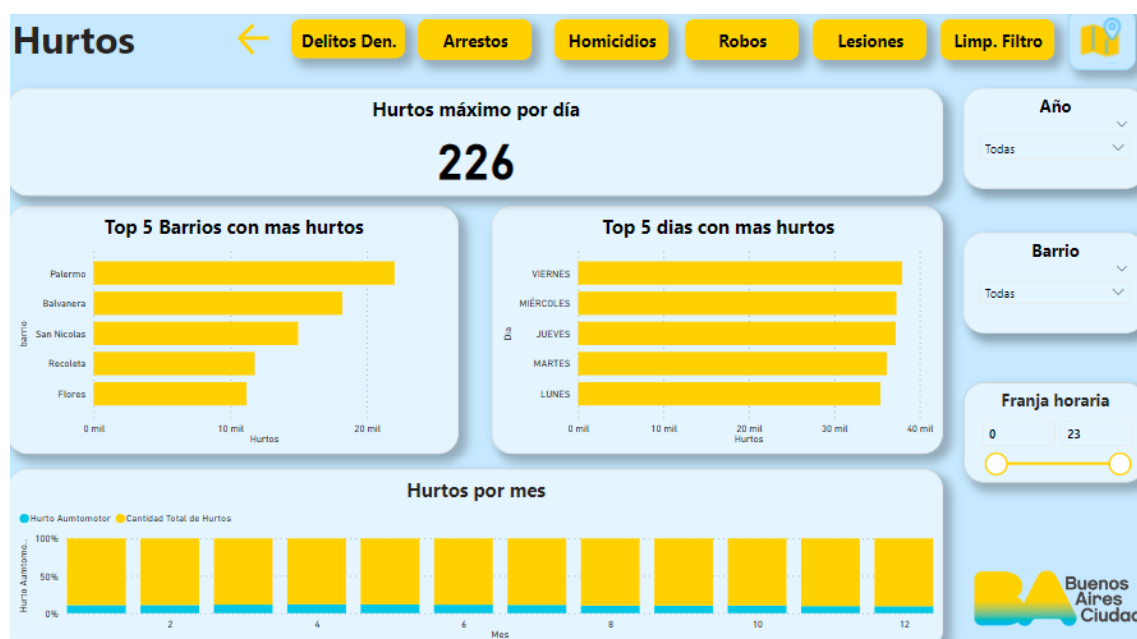 Hurtos
Delitos Den.
Arrestos
Homicidios
Robos
Lesiones
Limp. Filtro
Hurtos máximo por día
226
Año
Todas
Top 5 Barrios con mas hurtos
barrio
Palermo
Balvanera
San Nicolas
Recoleta
Flores
0 mil 10 mil 20 mil
Hurtos
Top 5 dias con mas hurtos
Dia
VIERNES
MIÉRCOLES
JUEVES
MARTES
LUNES
0 mil 10 mil 20 mil 30 mil 40 mil
Hurtos
Barrio
Todas
Franja horaria
0 23
Hurtos por mes
Hurto Aumtomotor Cantidad Total de Hurtos
Hurto Aumtomo...
100%
50%
0%
2 4 6 8 10 12
Mes
BA
Buenos
Aires
Ciudad